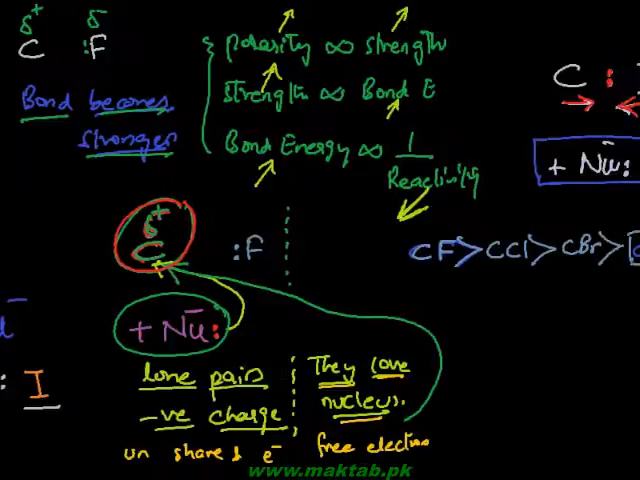 δ+ δ-
C :F
Bond becomes
stronger
polarity ∞ strength
strength ∞ Bond E
Bond Energy ∞ 1
Reactivity
C :
+ Nu:
δ+
C :F
CF > CCl > CBr >
+ Nu:
: I
lone pairs
-ve charge
un shared e-
They love
nucleus.
free electron
www.maktab.pk